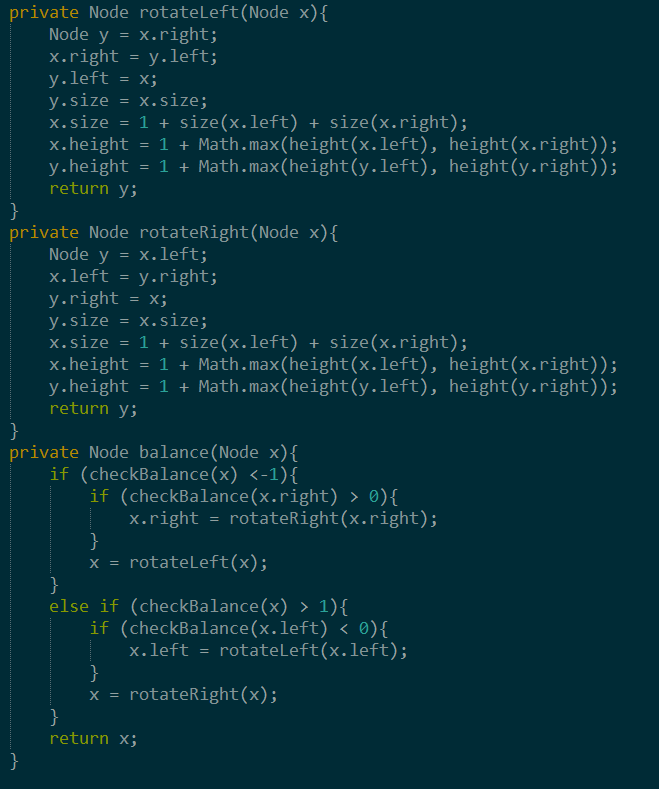 private Node rotateLeft(Node x){
    Node y = x.right;
    x.right = y.left;
    y.left = x;
    y.size = x.size;
    x.size = 1 + size(x.left) + size(x.right);
    x.height = 1 + Math.max(height(x.left), height(x.right));
    y.height = 1 + Math.max(height(y.left), height(y.right));
    return y;
}
private Node rotateRight(Node x){
    Node y = x.left;
    x.left = y.right;
    y.right = x;
    y.size = x.size;
    x.size = 1 + size(x.left) + size(x.right);
    x.height = 1 + Math.max(height(x.left), height(x.right));
    y.height = 1 + Math.max(height(y.left), height(y.right));
    return y;
}
private Node balance(Node x){
    if (checkBalance(x) <-1){
        if (checkBalance(x.right) > 0){
            x.right = rotateRight(x.right);
        }
        x = rotateLeft(x);
    }
    else if (checkBalance(x) > 1){
        if (checkBalance(x.left) < 0){
            x.left = rotateLeft(x.left);
        }
        x = rotateRight(x);
    }
    return x;
}